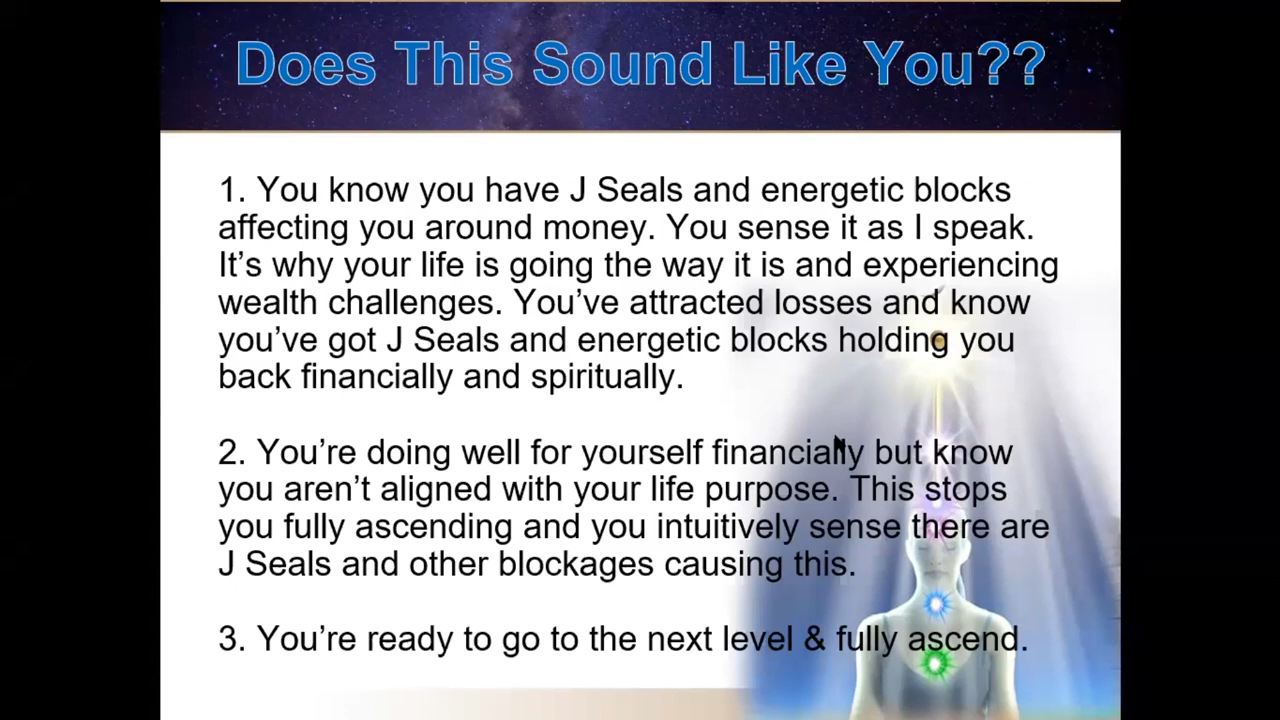 Does This Sound Like You??
1. You know you have J Seals and energetic blocks
affecting you around money. You sense it as I speak.
It’s why your life is going the way it is and experiencing
wealth challenges. You’ve attracted losses and know
you’ve got J Seals and energetic blocks holding you
back financially and spiritually.
2. You’re doing well for yourself financially but know
you aren’t aligned with your life purpose. This stops
you fully ascending and you intuitively sense there are
J Seals and other blockages causing this.
3. You’re ready to go to the next level & fully ascend.